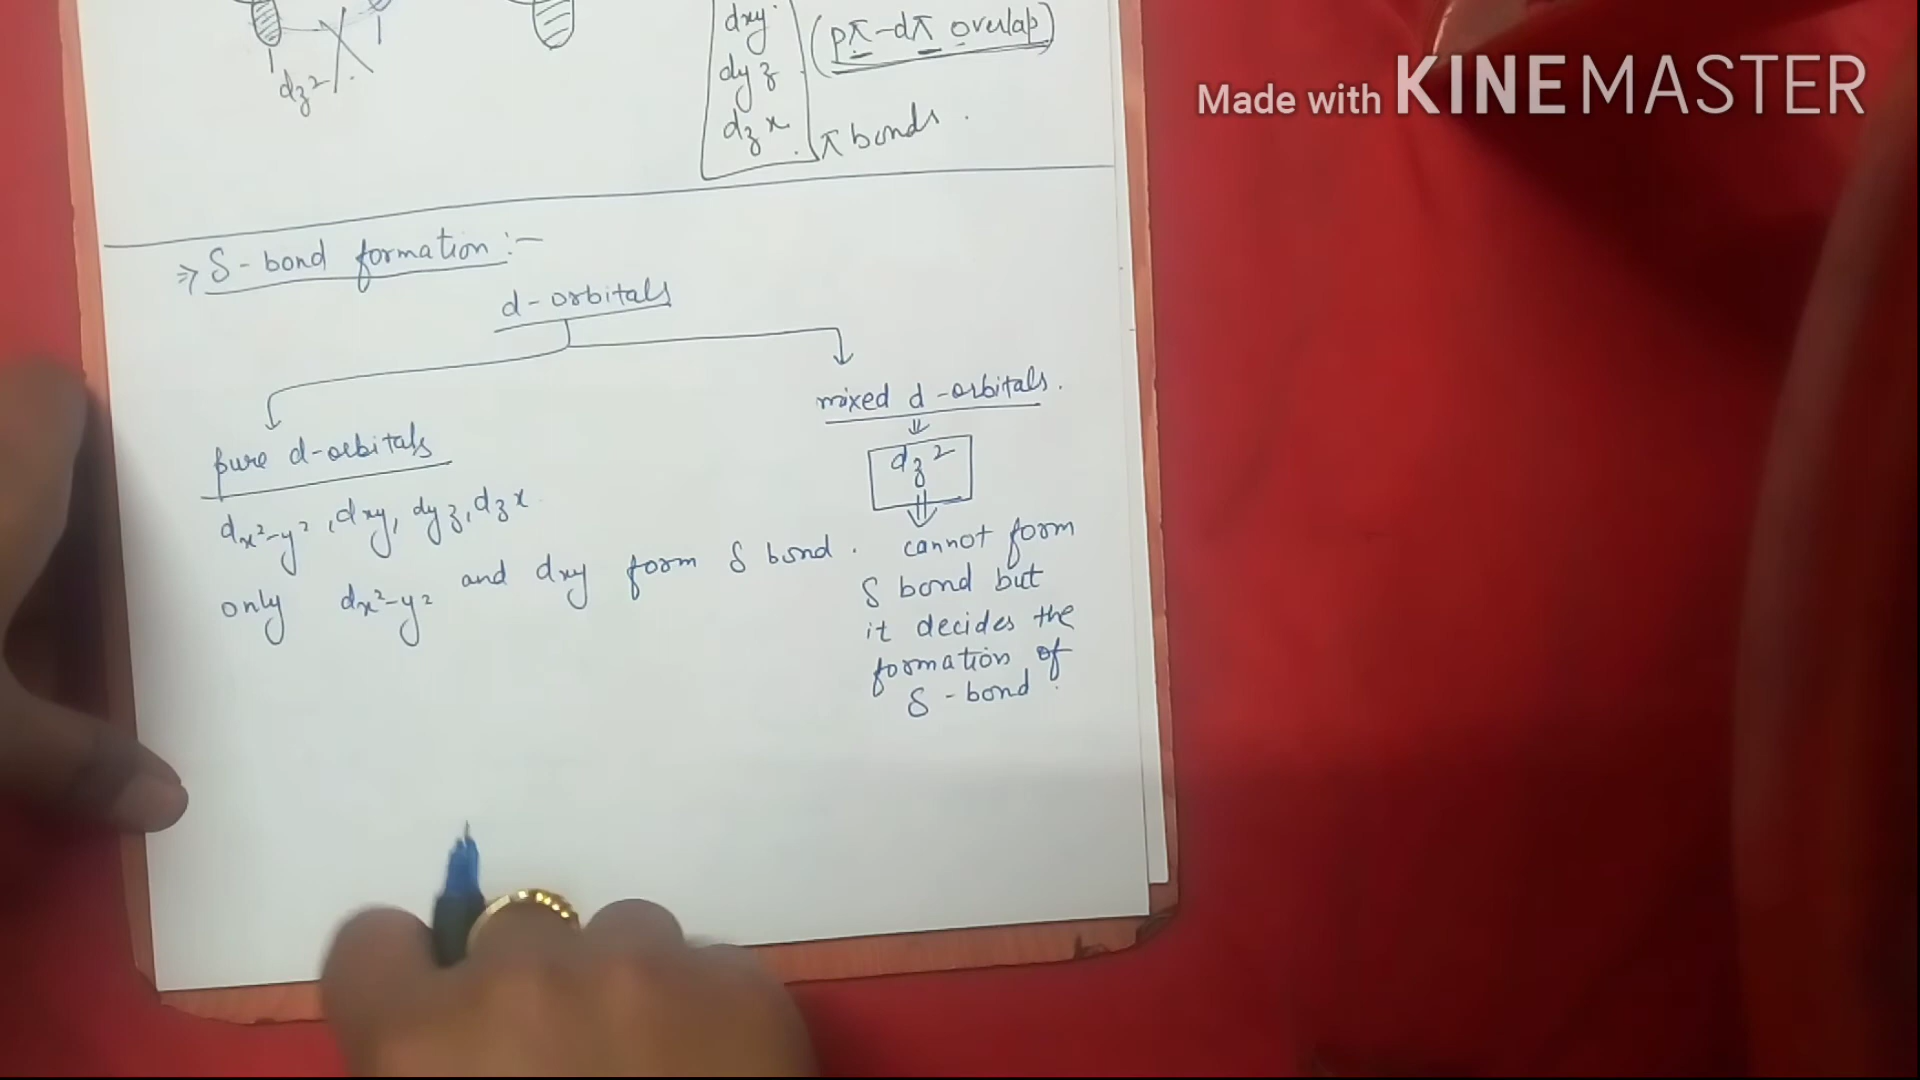 Made with KINEMASTER
dz²
dxy
dyz
dzx
(pπ-dπ overlap)
π bonds.
⇒ δ-bond formation:-
d-orbitals
pure d-orbitals
dx²-y², dxy, dyz, dzx
only dx²-y² and dxy form δ bond.
mixed d-orbitals.
dz²
cannot form
δ bond but
it decides the
formation of
δ-bond.